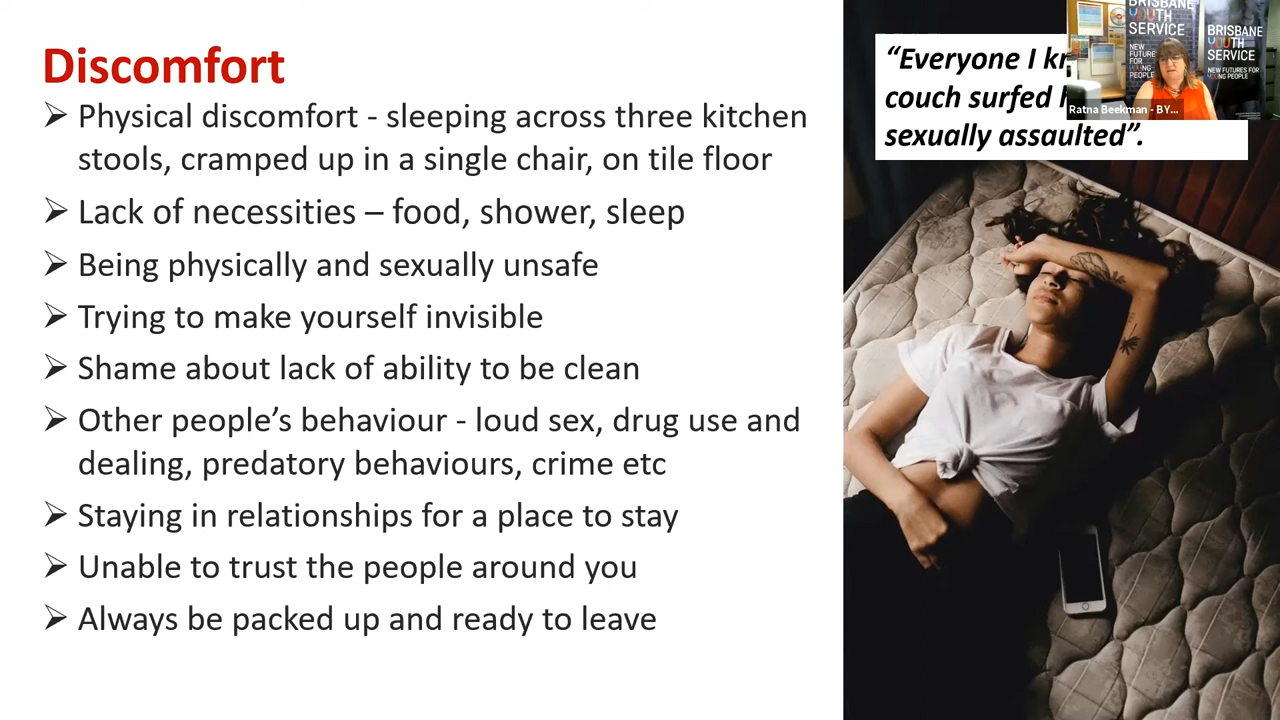 Discomfort
➢ Physical discomfort - sleeping across three kitchen
stools, cramped up in a single chair, on tile floor
➢ Lack of necessities – food, shower, sleep
➢ Being physically and sexually unsafe
➢ Trying to make yourself invisible
➢ Shame about lack of ability to be clean
➢ Other people’s behaviour - loud sex, drug use and
dealing, predatory behaviours, crime etc
➢ Staying in relationships for a place to stay
➢ Unable to trust the people around you
➢ Always be packed up and ready to leave
“Everyone I
couch surfed
sexually assaulted”.
BRISBANE
YOUTH
SERVICE
NEW
FUTURES
FOR
YOUNG
PEOPLE
BRISBANE
YOUTH
SERVICE
NEW FUTURES FOR
YOUNG PEOPLE
Ratna Beekman - BY...